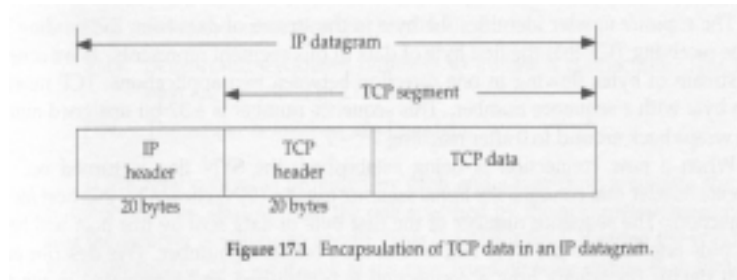 IP datagram
TCP segment
IP
header
TCP
header
TCP data
20 bytes
20 bytes
Figure 17.1 Encapsulation of TCP data in an IP datagram.